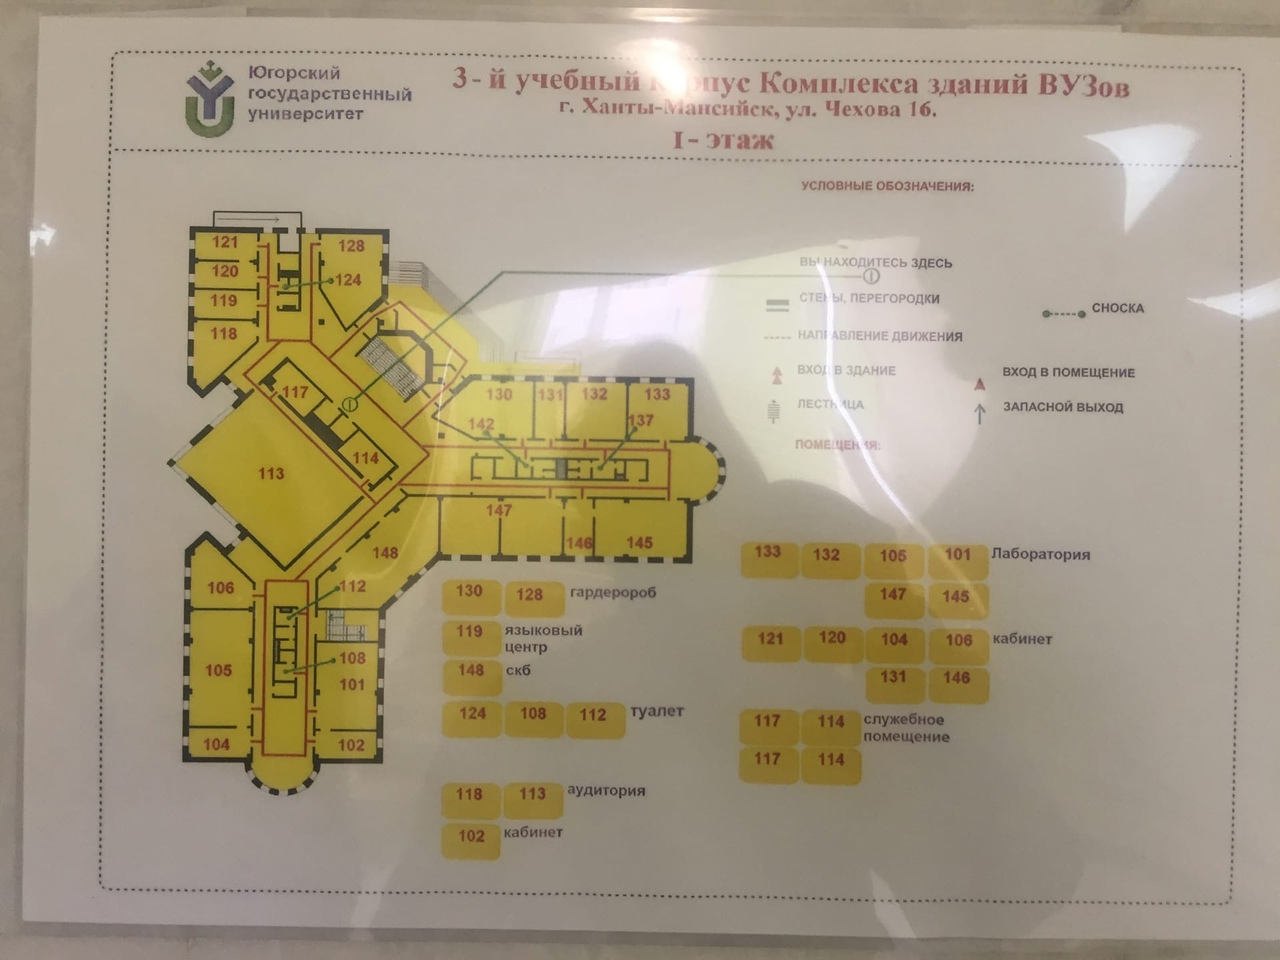 Югорский
государственный
университет
3 - й учебный корпус Комплекса зданий ВУЗов
г. Ханты-Мансийск, ул. Чехова 16.
I - этаж
УСЛОВНЫЕ ОБОЗНАЧЕНИЯ:
ВЫ НАХОДИТЕСЬ ЗДЕСЬ
СТЕНЫ, ПЕРЕГОРОДКИ
СНОСКА
НАПРАВЛЕНИЕ ДВИЖЕНИЯ
ВХОД В ЗДАНИЕ
ВХОД В ПОМЕЩЕНИЕ
ЛЕСТНИЦА
ЗАПАСНОЙ ВЫХОД
ПОМЕЩЕНИЯ:
121
128
120
124
119
118
117
130 131 132 133
142
137
114
113
147
148
146
145
106
112
105
108
101
104
102
130 128 гардеророб
119 языковый
центр
148 скб
124 108 112 туалет
118 113 аудитория
102 кабинет
133 132 105 101 Лаборатория
147 145
121 120 104 106 кабинет
131 146
117 114 служебное
помещение
117 114